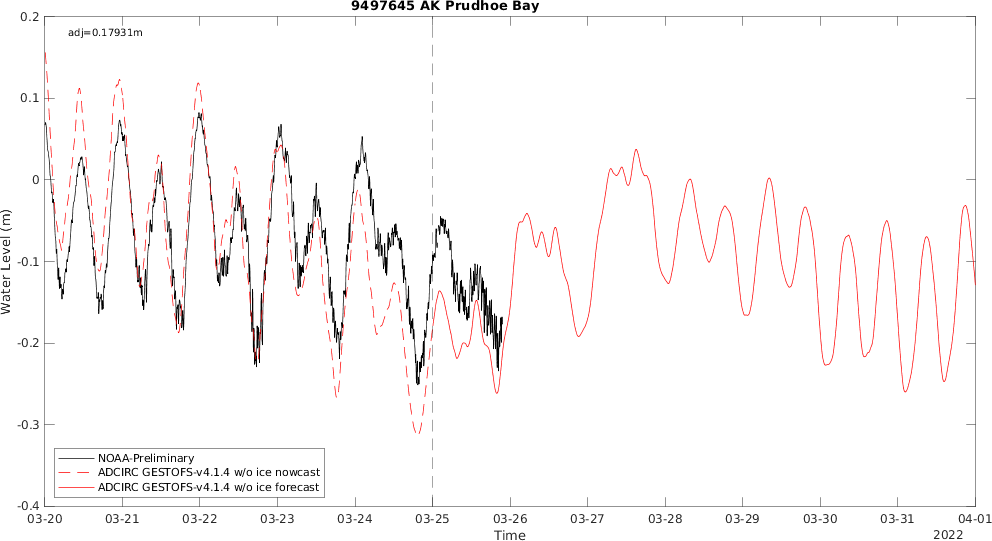 9497645 AK Prudhoe Bay
adj=0.17931m
Water Level (m)
0.2
0.1
0
-0.1
-0.2
-0.3
-0.4
NOAA-Preliminary
ADCIRC GESTOFS-v4.1.4 w/o ice nowcast
ADCIRC GESTOFS-v4.1.4 w/o ice forecast
03-20 03-21 03-22 03-23 03-24 03-25 03-26 03-27 03-28 03-29 03-30 03-31 04-01
Time
2022